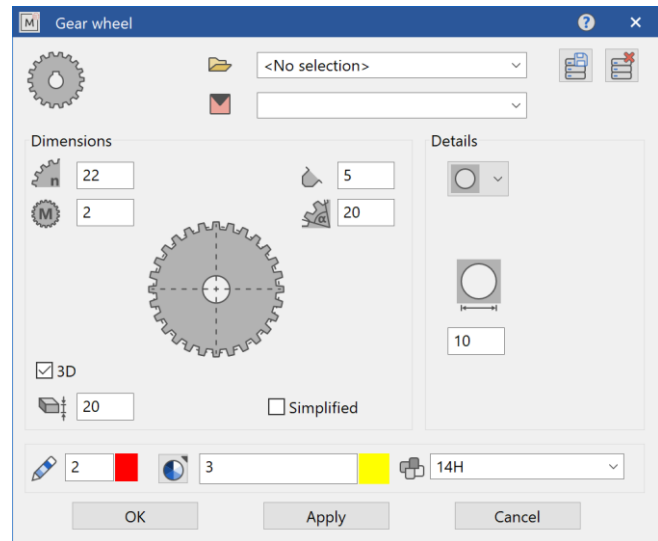 M Gear wheel ? ×
<No selection>
Dimensions
Details
n 22
5
M 2
α 20
3D
20
Simplified
10
2
3
14H
OK Apply Cancel